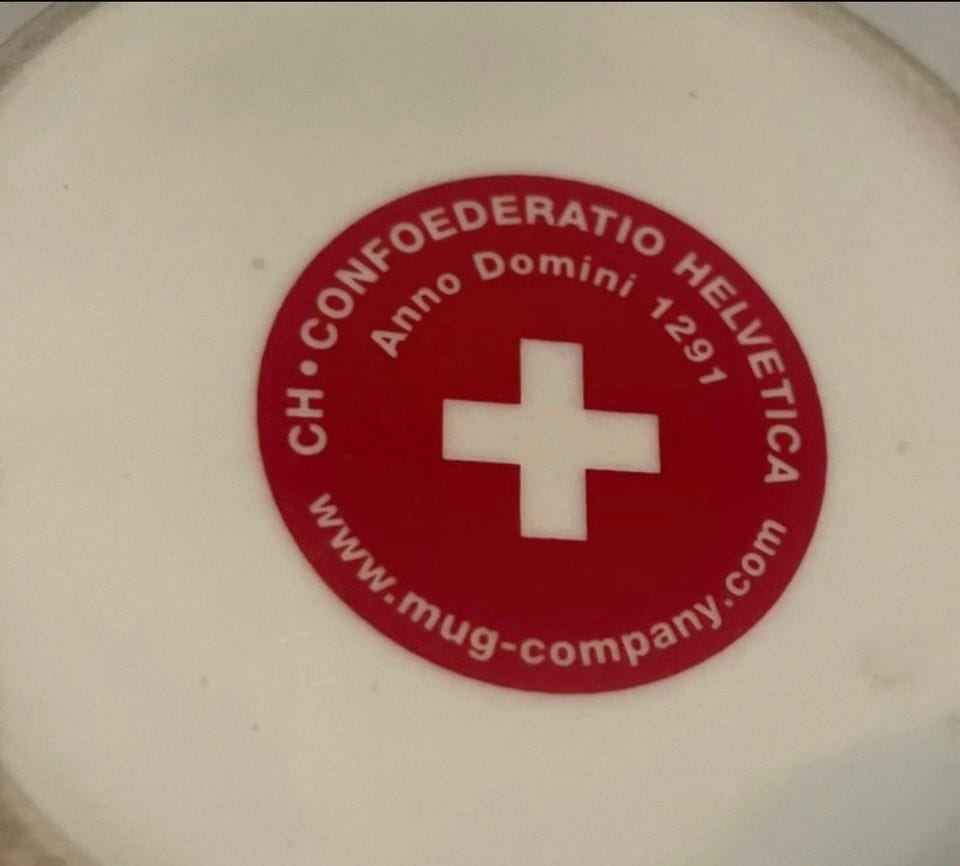 CH • CONFOEDERATIO HELVETICA
Anno Domini 1291
www.mug-company.com